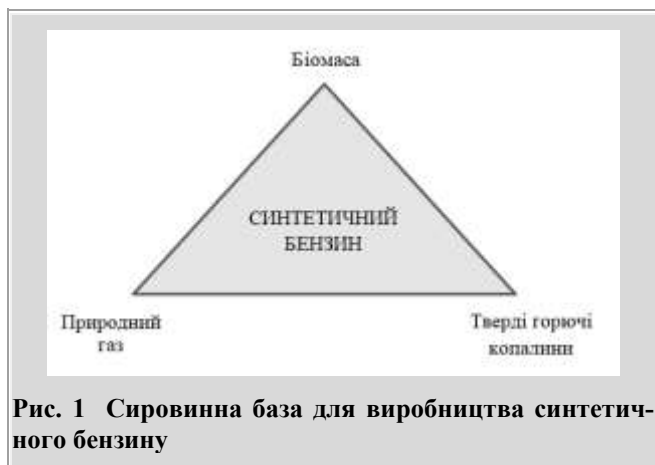 Біомаса
СИНТЕТИЧНИЙ
БЕНЗИН
Природний
газ
Тверді горючі
копалини
Рис. 1 Сировинна база для виробництва синтетич-
ного бензину